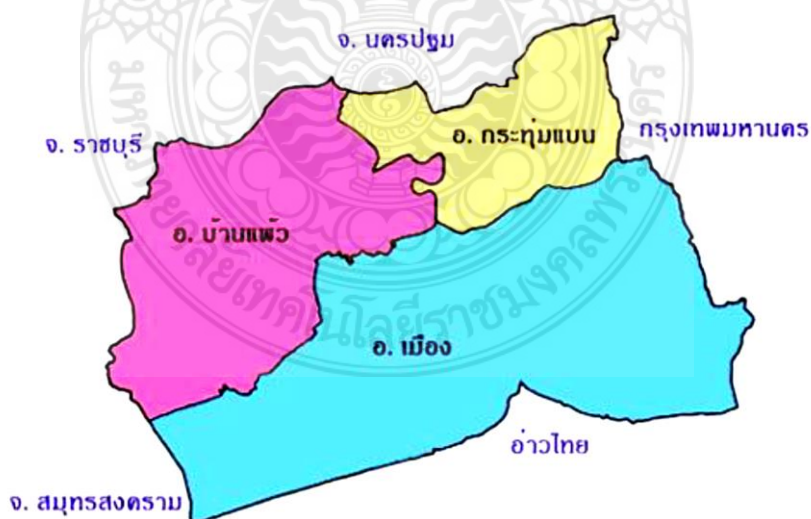 จ. นครปฐม
จ. ราชบุรี
อ. กระทุ่มแบน
กรุงเทพมหานคร
อ. บ้านแพ้ว
อ. เมือง
อ่าวไทย
จ. สมุทรสงคราม